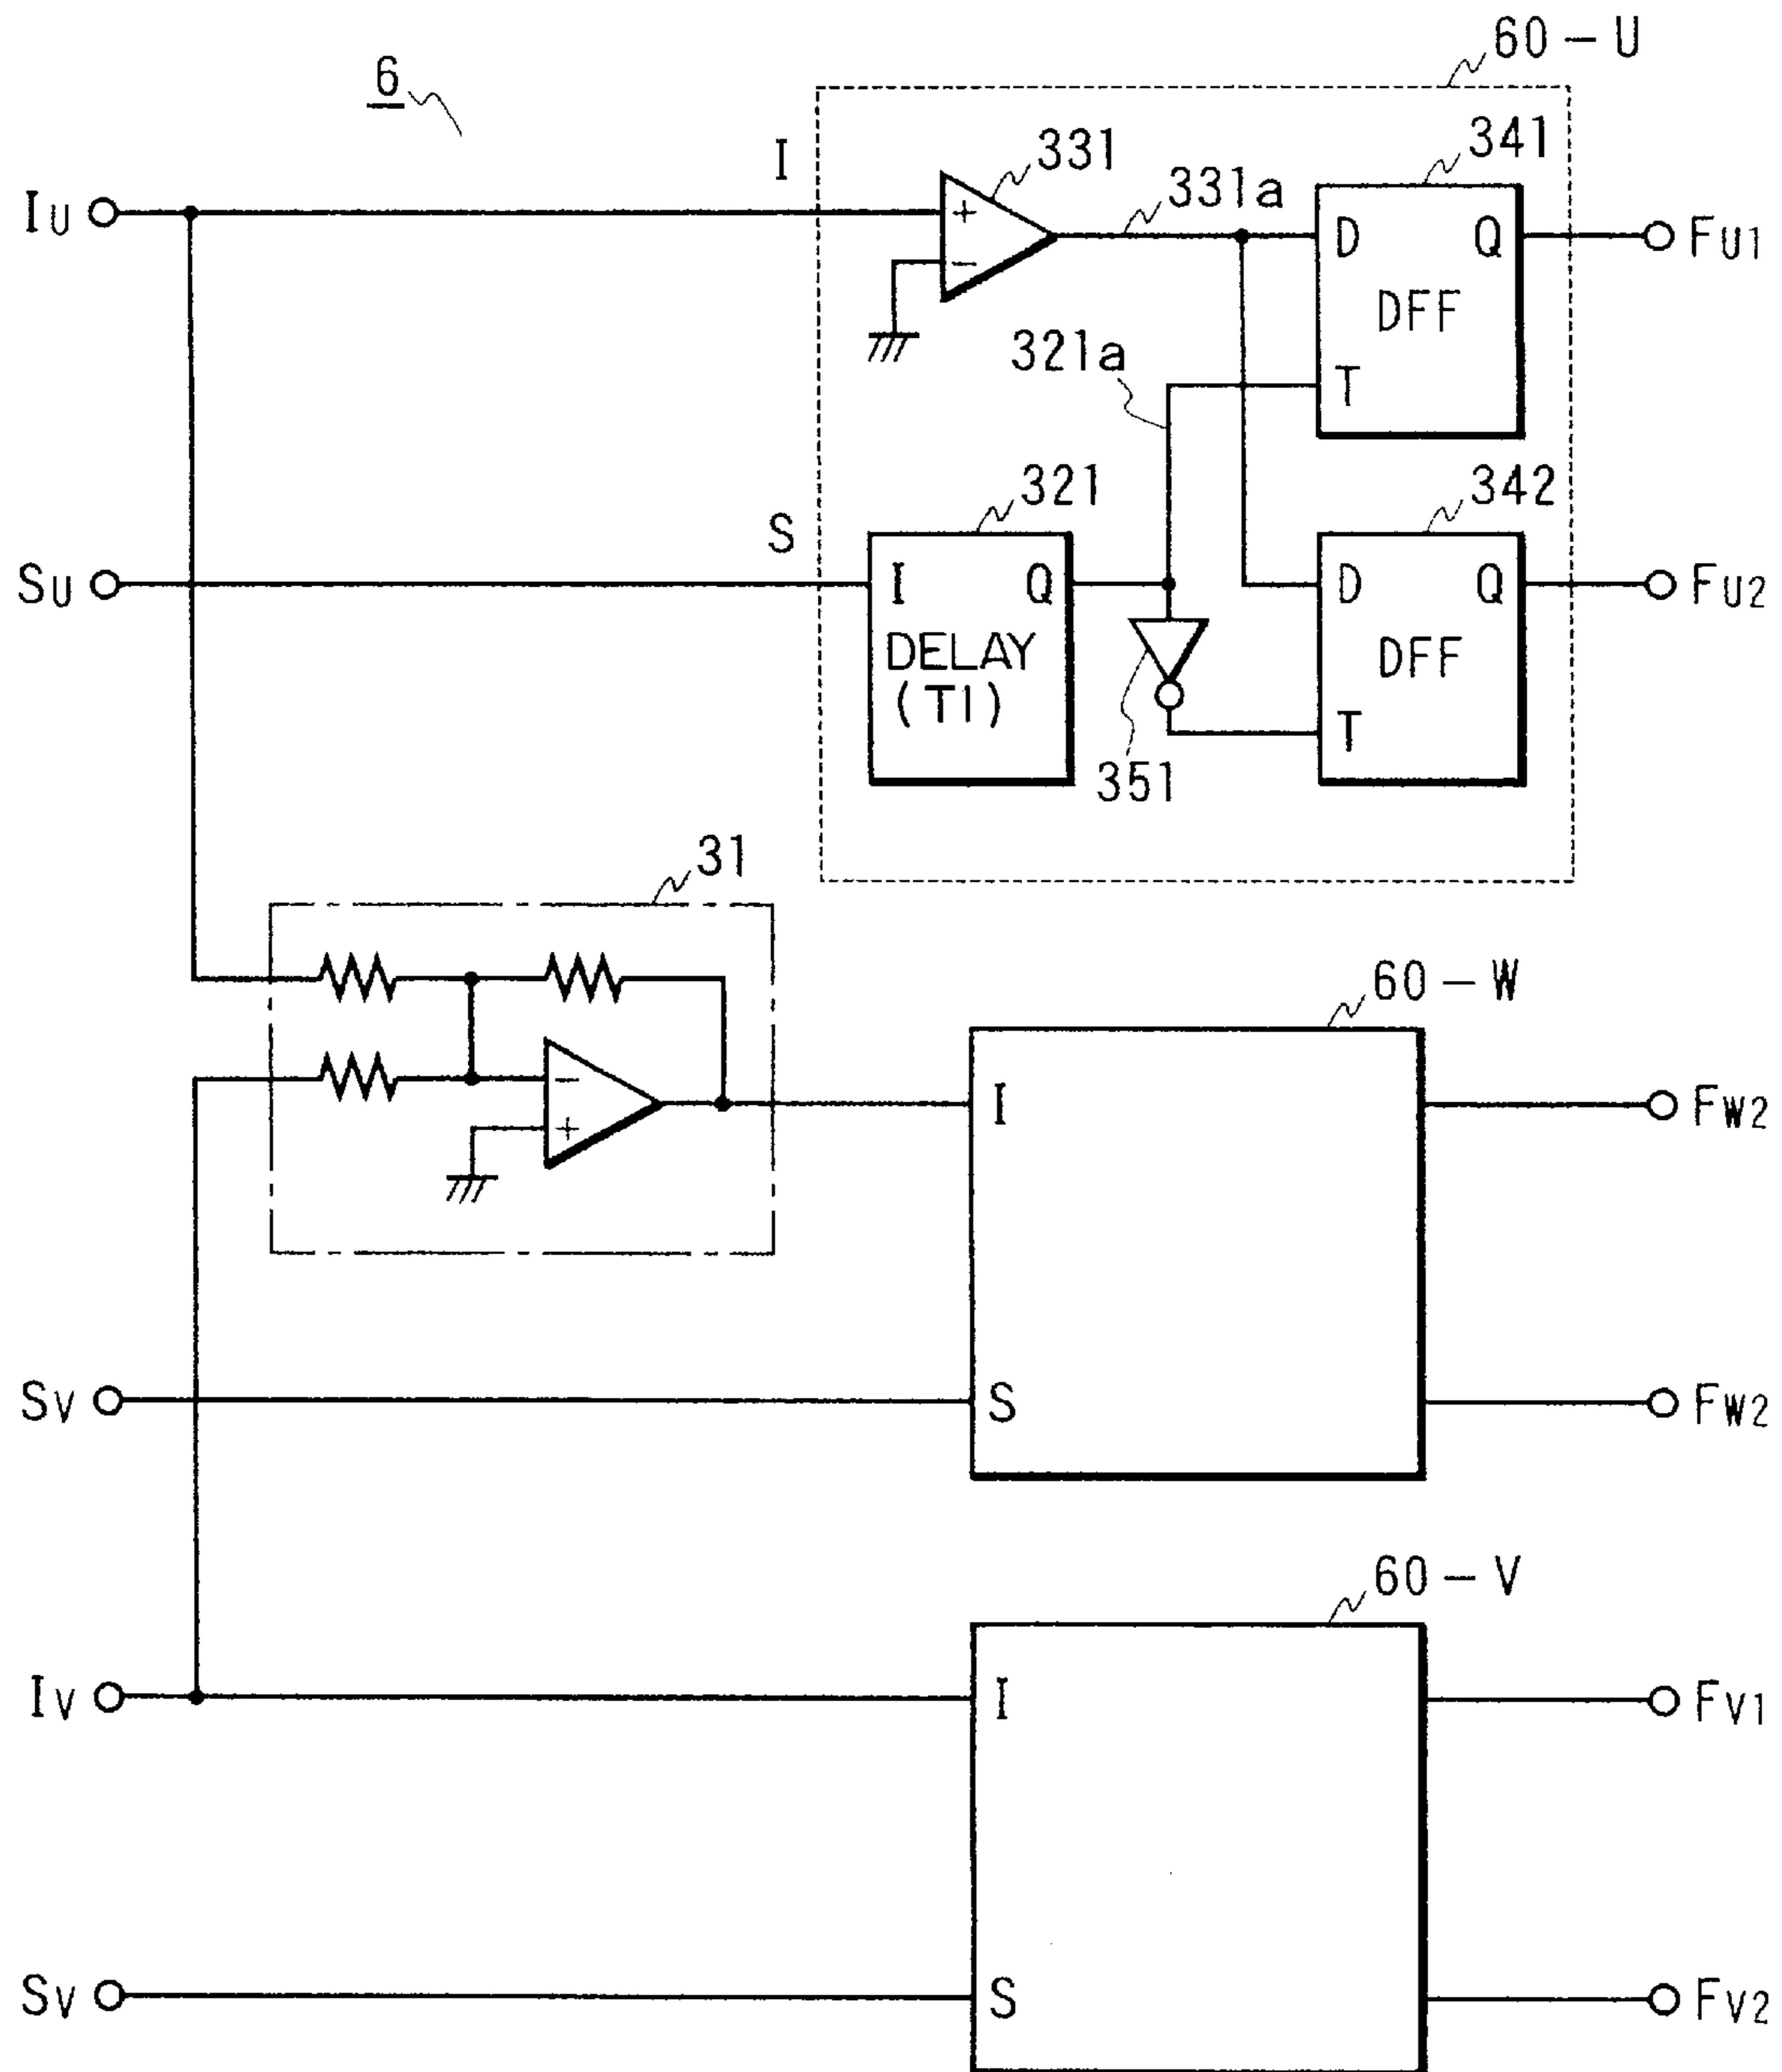 60-U
6
I
331
341
331a
IU
+
-
D
Q
FU1
DFF
321a
T
S
321
342
SU
I
Q
D
Q
FU2
DELAY
(T1)
DFF
T
351
31
60-W
-
+
I
FW2
SV
S
FW2
60-V
IV
I
FV1
SV
S
FV2